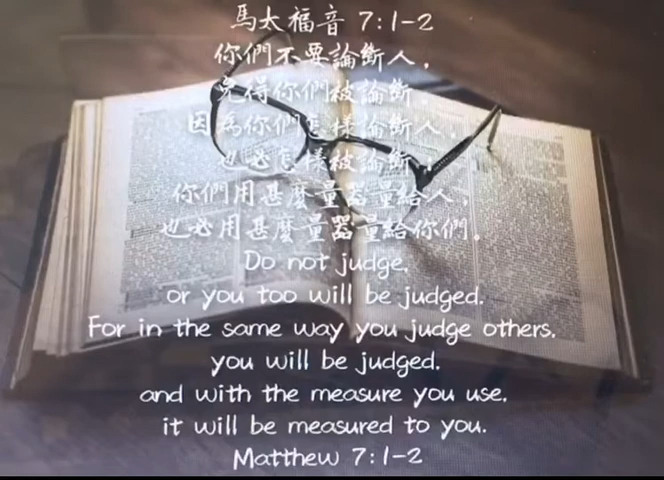 馬太福音 7:1-2
你們不要論斷人，
免得你們被論斷。
因為你們怎樣論斷人，
也必怎樣被論斷；
你們用甚麼量器量給人，
也必用甚麼量器量給你們。
Do not judge,
or you too will be judged.
For in the same way you judge others,
you will be judged,
and with the measure you use,
it will be measured to you.
Matthew 7:1-2